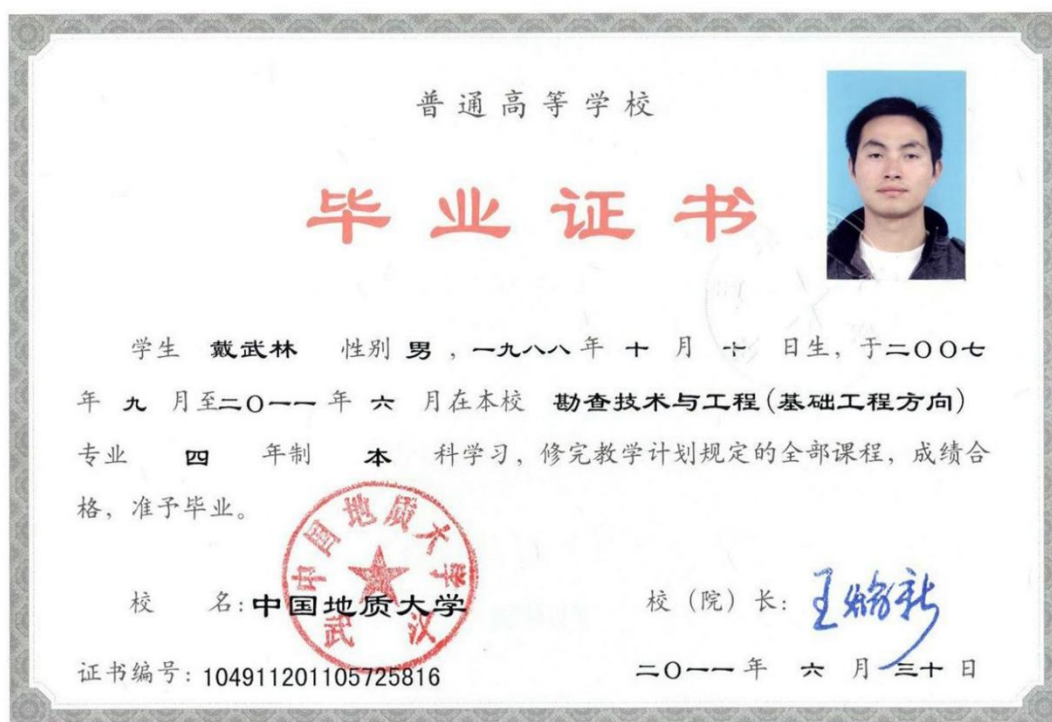 普通高等学校
毕业证书
学生 戴武林 性别 男，一九八八年 十 月 十 日生，于二〇〇七
年 九 月至二〇一一 年 六 月在本校 勘查技术与工程(基础工程方向)
专业 四 年制 本 科学习，修完教学计划规定的全部课程，成绩合
格，准予毕业。
中国地质大学
武汉
校 名：中国地质大学 校（院）长：
证书编号：104911201105725816 二〇一一 年 六 月 三十 日